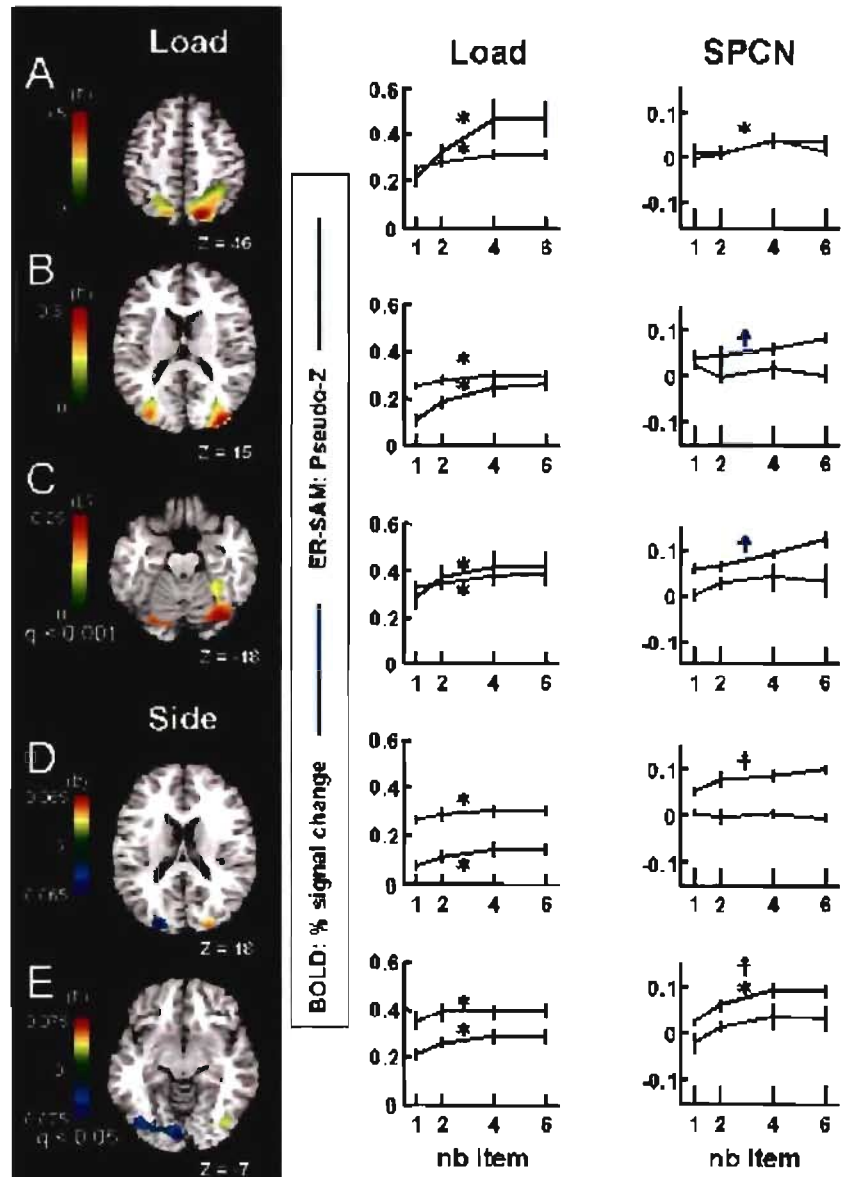 Load
A
Z = 46
B
Z = 15
C
q < 0.001
Z = -18
Side
D
Z = 18
E
q < 0.05
Z = -7
BOLD: % signal change
ER-SAM: Pseudo-Z
Load
SPCN
0.6
0.4
0.2
0
* *
1 2 4 6
0.1
0
-0.1
*
1 2 4 6
0.6
0.4
0.2
0
* *
1 2 4 6
0.1
0
-0.1
†
1 2 4 6
0.6
0.4
0.2
0
* *
1 2 4 6
0.1
0
-0.1
†
1 2 4 6
0.6
0.4
0.2
0
* *
1 2 4 6
0.1
0
-0.1
†
1 2 4 6
0.6
0.4
0.2
0
* *
1 2 4 6
nb Item
0.1
0
-0.1
† *
1 2 4 6
nb Item